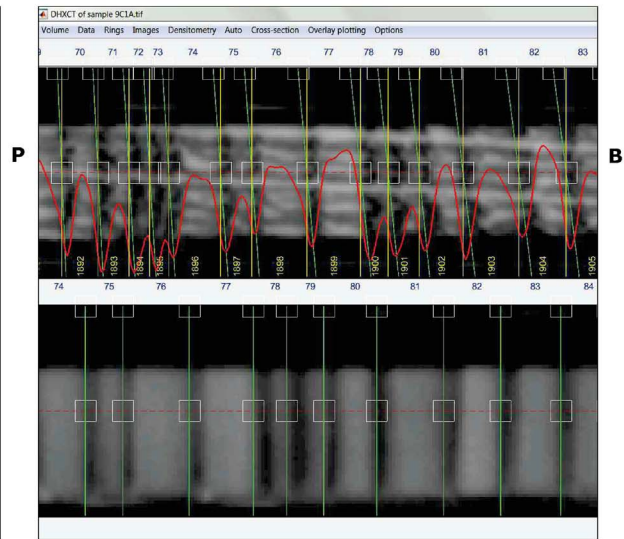 DHXCT of sample 9C1A.tif
Volume Data Rings Images Densitometry Auto Cross-section Overlay plotting Options
70 71 72 73 74 75 76 77 78 79 80 81 82 83
P
B
1892 1893 1894 1895 1896 1897 1898 1899 1900 1901 1902 1903 1904 1905
74 75 76 77 78 79 80 81 82 83 84